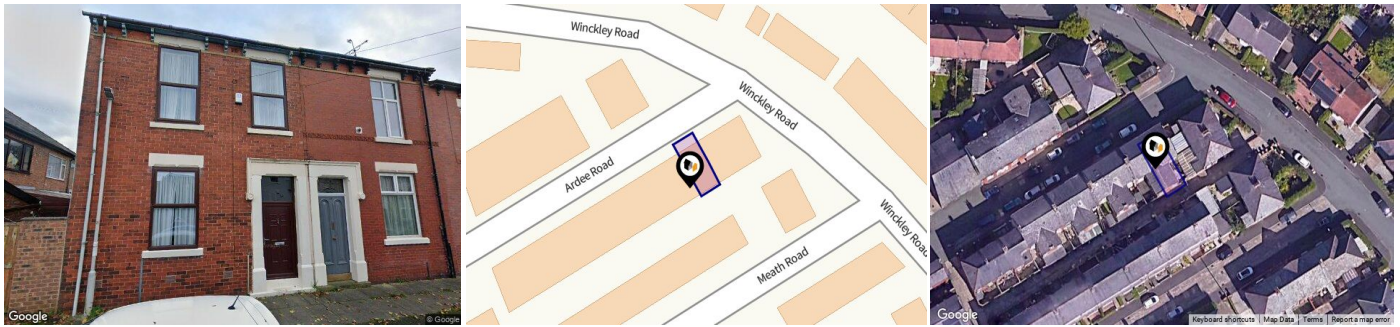 Google
© Google
Winckley Road
Winckley Road
Ardee Road
Winckley Road
Meath Road
Google
Keyboard shortcuts
Map Data
Terms
Report a map error